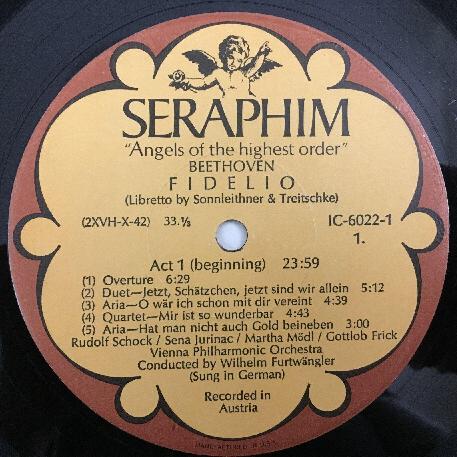 SERAPHIM
"Angels of the highest order"
BEETHOVEN
FIDELIO
(Libretto by Sonnleithner & Treitschke)
(2XVH-X-42) 33.⅓ IC-6022-1
1.
Act 1 (beginning) 23:59
(1) Overture 6:29
(2) Duet—Jetzt, Schätzchen, jetzt sind wir allein 5:12
(3) Aria—O wär ich schon mit dir vereint 4:39
(4) Quartet—Mir ist so wunderbar 4:43
(5) Aria—Hat man nicht auch Gold beineben 3:00
Rudolf Schock / Sena Jurinac / Martha Mödl / Gottlob Frick
Vienna Philharmonic Orchestra
Conducted by Wilhelm Furtwängler
(Sung in German)
Recorded in
Austria
MANUFACTURED IN U.S.A.